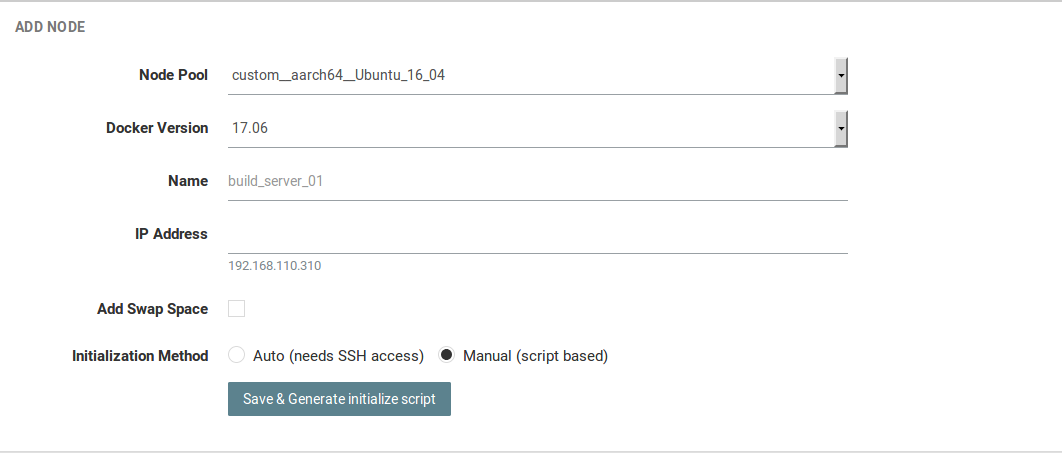 ADD NODE
Node Pool custom__aarch64__Ubuntu_16_04
Docker Version 17.06
Name build_server_01
IP Address
192.168.110.310
Add Swap Space
Initialization Method Auto (needs SSH access) Manual (script based)
Save & Generate initialize script